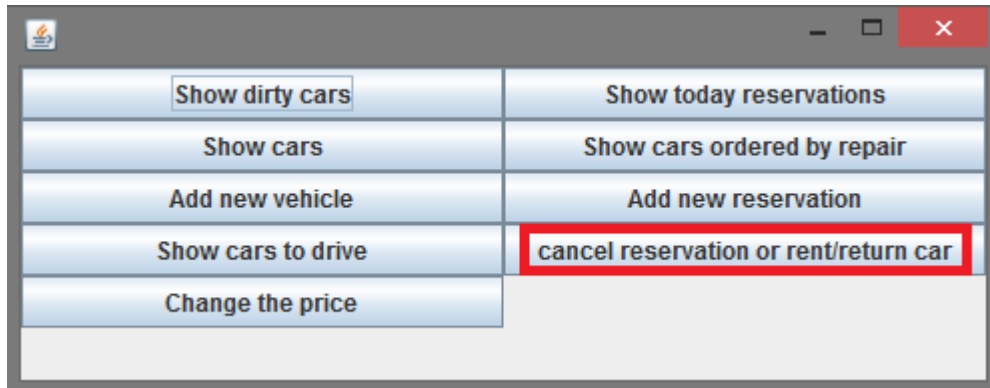 Show dirty cars
Show today reservations
Show cars
Show cars ordered by repair
Add new vehicle
Add new reservation
Show cars to drive
cancel reservation or rent/return car
Change the price